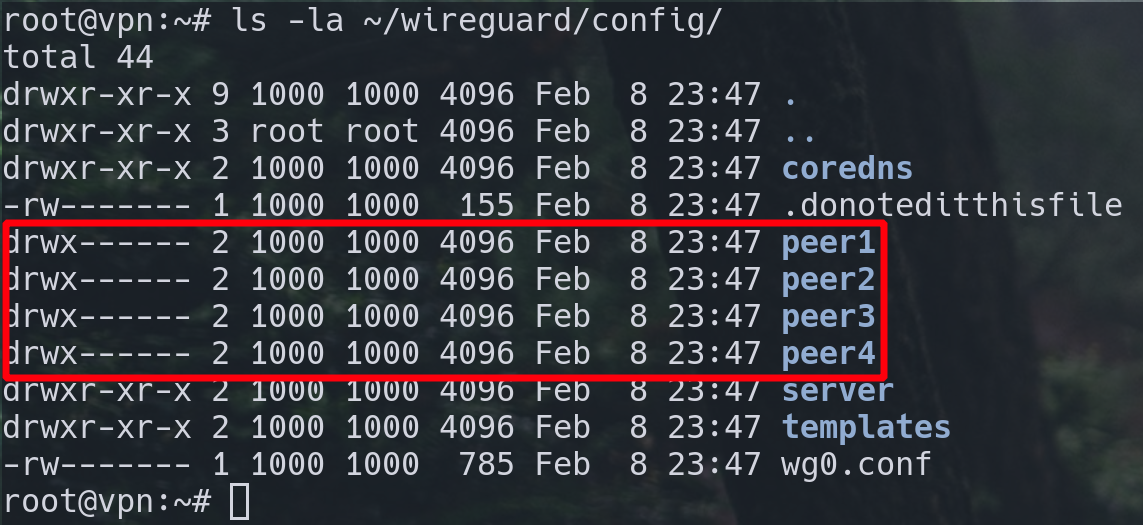 root@vpn:~# ls -la ~/wireguard/config/
total 44
drwxr-xr-x 9 1000 1000 4096 Feb  8 23:47 .
drwxr-xr-x 3 root root 4096 Feb  8 23:47 ..
drwxr-xr-x 2 1000 1000 4096 Feb  8 23:47 coredns
-rw------- 1 1000 1000  155 Feb  8 23:47 .donoteditthisfile
drwx------ 2 1000 1000 4096 Feb  8 23:47 peer1
drwx------ 2 1000 1000 4096 Feb  8 23:47 peer2
drwx------ 2 1000 1000 4096 Feb  8 23:47 peer3
drwx------ 2 1000 1000 4096 Feb  8 23:47 peer4
drwxr-xr-x 2 1000 1000 4096 Feb  8 23:47 server
drwxr-xr-x 2 1000 1000 4096 Feb  8 23:47 templates
-rw------- 1 1000 1000  785 Feb  8 23:47 wg0.conf
root@vpn:~#